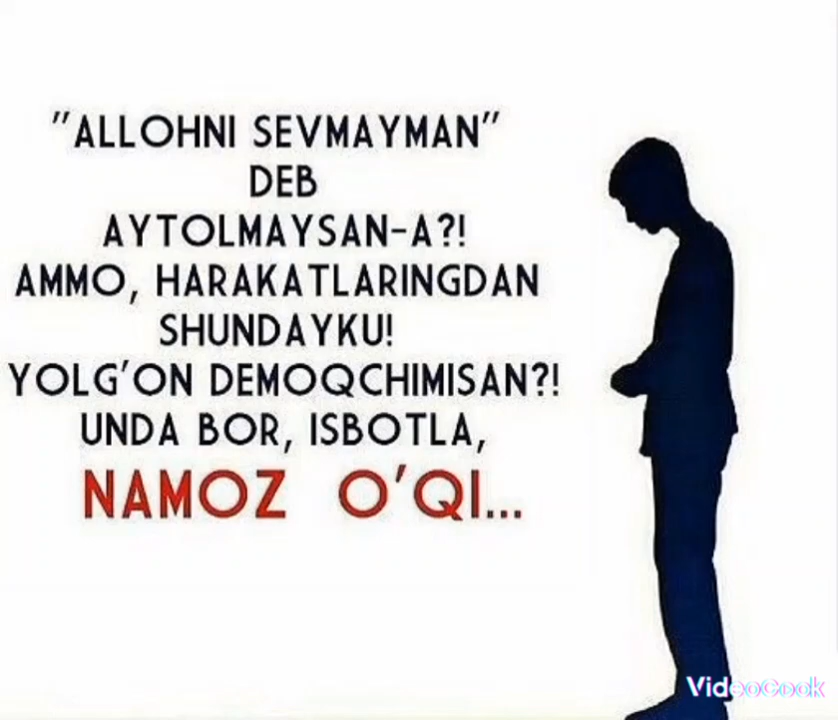 "ALLOHNI SEVMAYMAN"
DEB
AYTOLMAYSAN-A?!
AMMO, HARAKATLARINGDAN
SHUNDAYKU!
YOLG'ON DEMOQCHIMISAN?!
UNDA BOR, ISBOTLA,
NAMOZ O'QI...
VideoCook